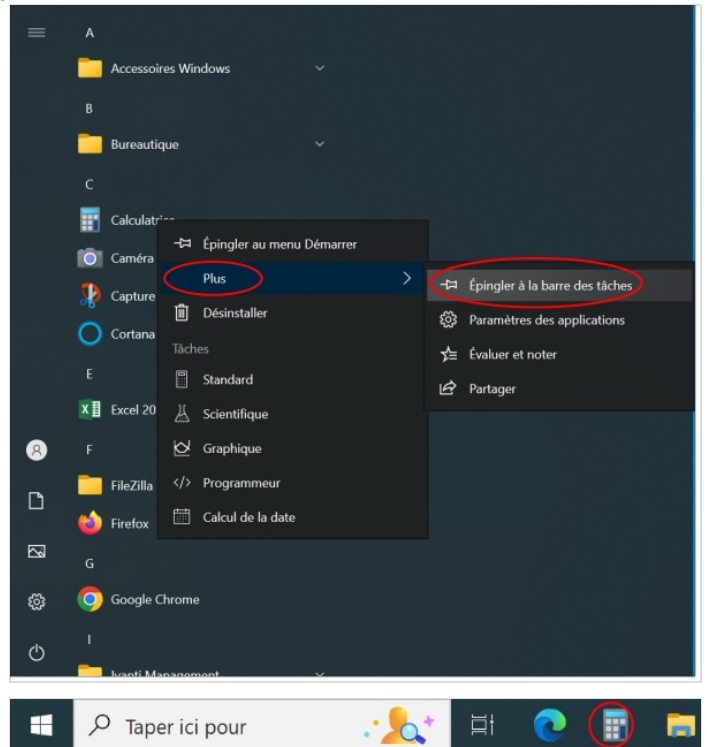 A
Accessoires Windows
B
Bureautique
C
Calculatrice
Épingler au menu Démarrer
Caméra
Plus
Épingler à la barre des tâches
Capture
Désinstaller
Paramètres des applications
Cortana
Tâches
Évaluer et noter
E
Standard
Partager
Excel 20
Scientifique
F
Graphique
FileZilla
Programmeur
Firefox
Calcul de la date
G
Google Chrome
I
Ivanti Management
Taper ici pour